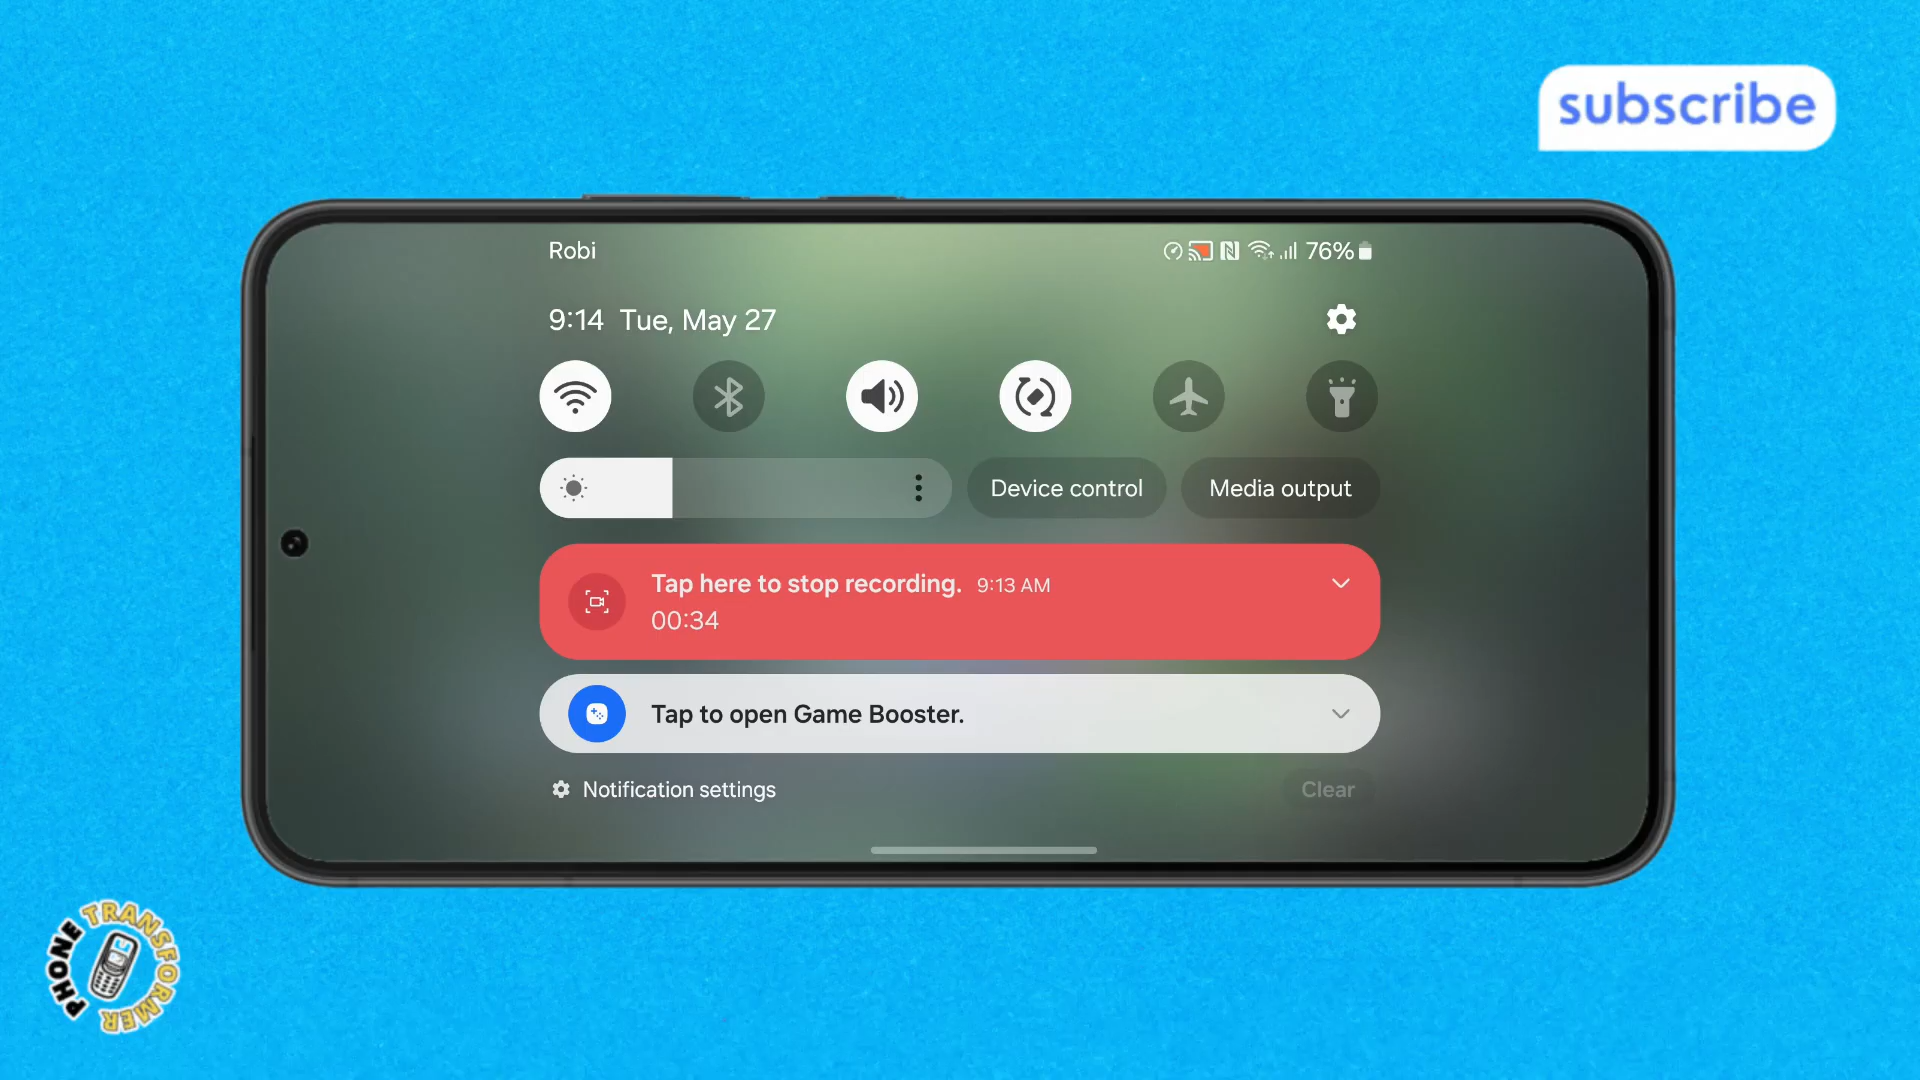 subscribe
Robi
76%
9:14 Tue, May 27
Device control
Media output
Tap here to stop recording. 9:13 AM
00:34
Tap to open Game Booster.
Notification settings
Clear
PHONE TRANSFORMER